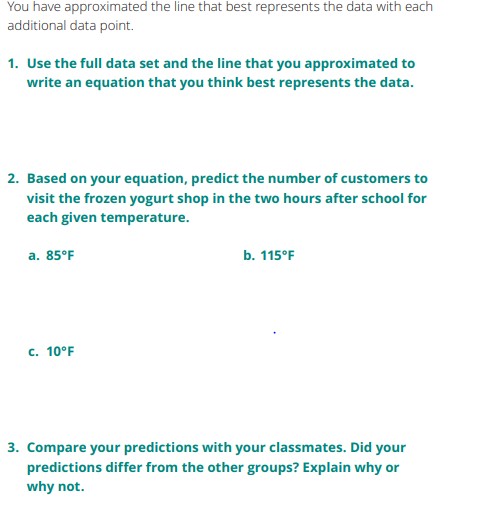 You have approximated the line that best represents the data with each
additional data point.
1. Use the full data set and the line that you approximated to
write an equation that you think best represents the data.
2. Based on your equation, predict the number of customers to
visit the frozen yogurt shop in the two hours after school for
each given temperature.
a. 85°F b. 115°F
c. 10°F
3. Compare your predictions with your classmates. Did your
predictions differ from the other groups? Explain why or
why not.